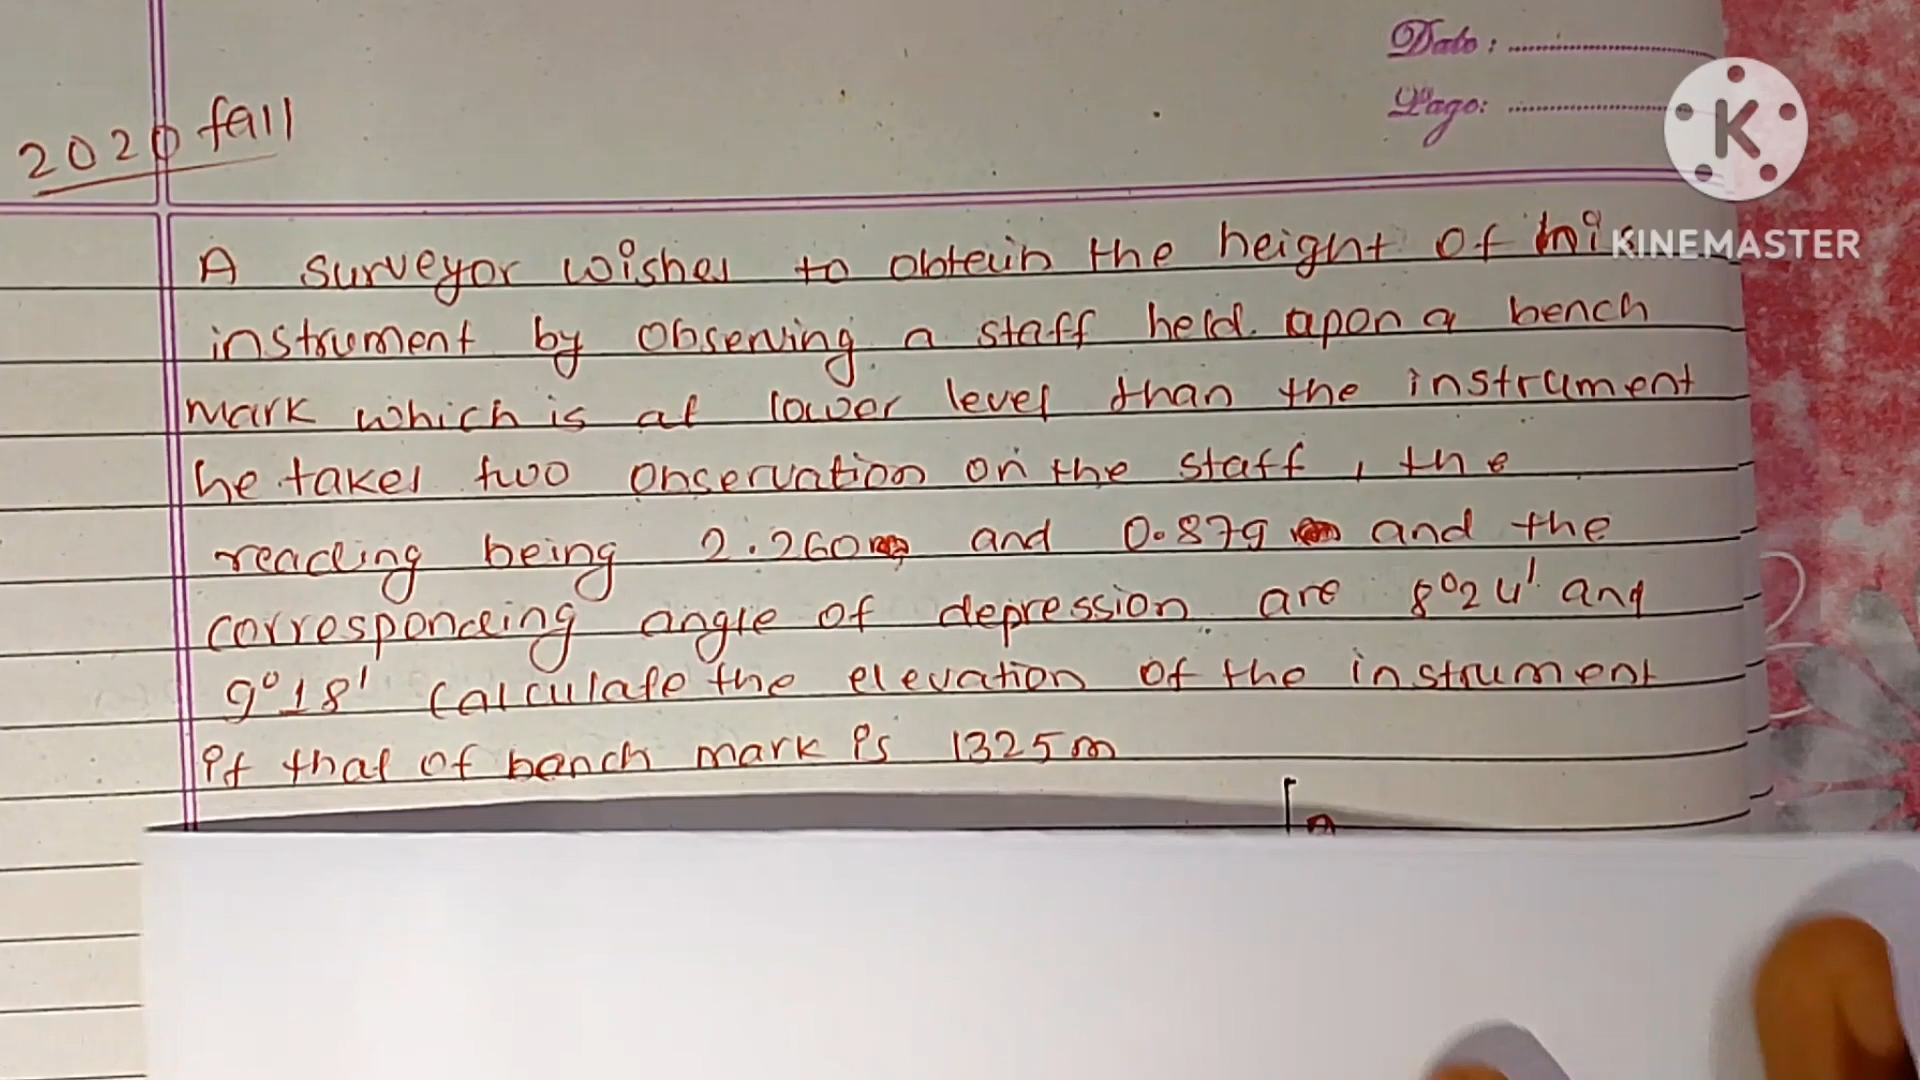 Date :
Page:
2020 fall
KINEMASTER
A surveyor wishes to obtein the height of his
instrument by observing a staff held apon a bench
mark which is at lower level than the instrument
he takes two observation on the staff, the
reading being 2.260m and 0.879 m and the
corresponding angle of depression are 8°24' and
9°18' calculate the elevation of the instrument
if that of bench mark is 1325m
A